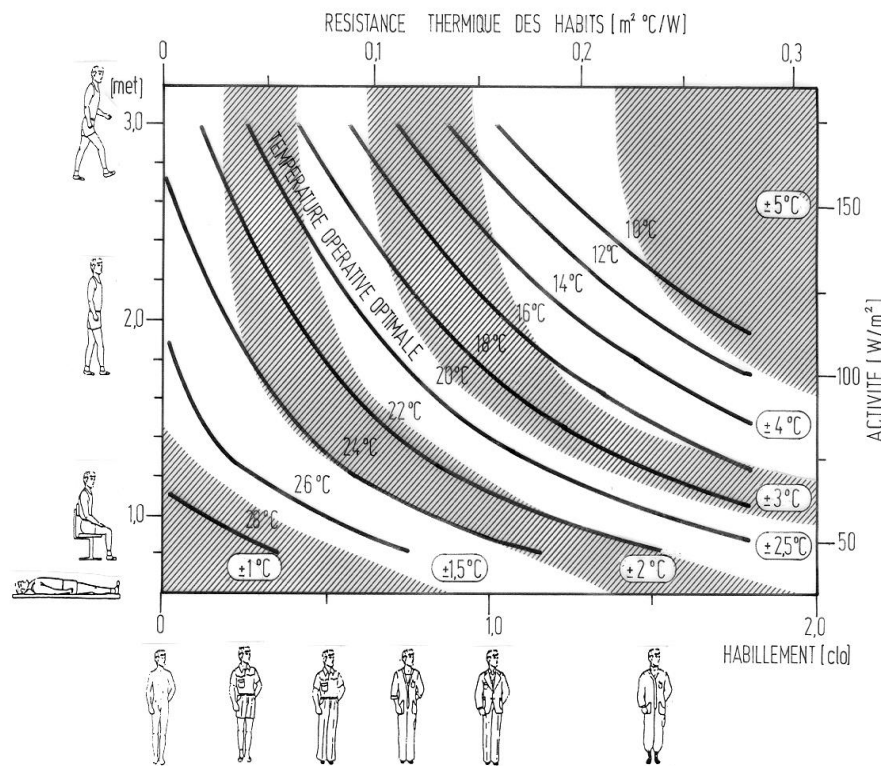 RESISTANCE THERMIQUE DES HABITS [m² °C/W]
0 0,1 0,2 0,3
[met]
3,0
2,0
1,0
TEMPERATURE OPERATIVE OPTIMALE
10°C
12°C
14°C
16°C
18°C
20°C
22°C
24°C
26°C
28°C
±5°C
±4°C
±3°C
±2,5°C
±2°C
±1,5°C
±1°C
150
100
50
ACTIVITÉ [W/m²]
0 1,0 2,0
HABILLEMENT [clo]